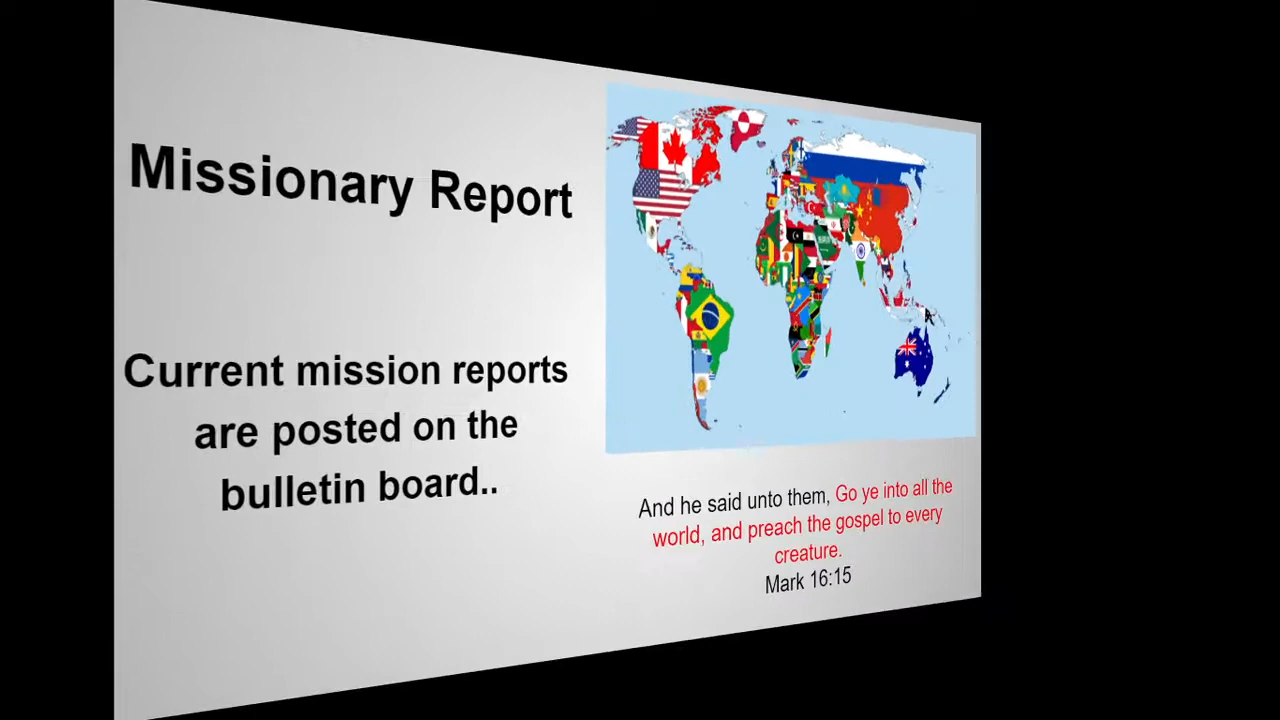 Missionary Report
Current mission reports
are posted on the
bulletin board..
And he said unto them, Go ye into all the
world, and preach the gospel to every
creature.
Mark 16:15